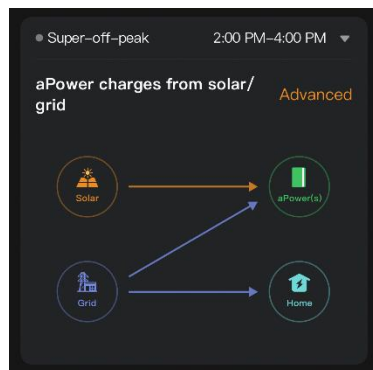 Super-off-peak 2:00 PM-4:00 PM
aPower charges from solar/
grid
Advanced
Solar
aPower(s)
Grid
Home